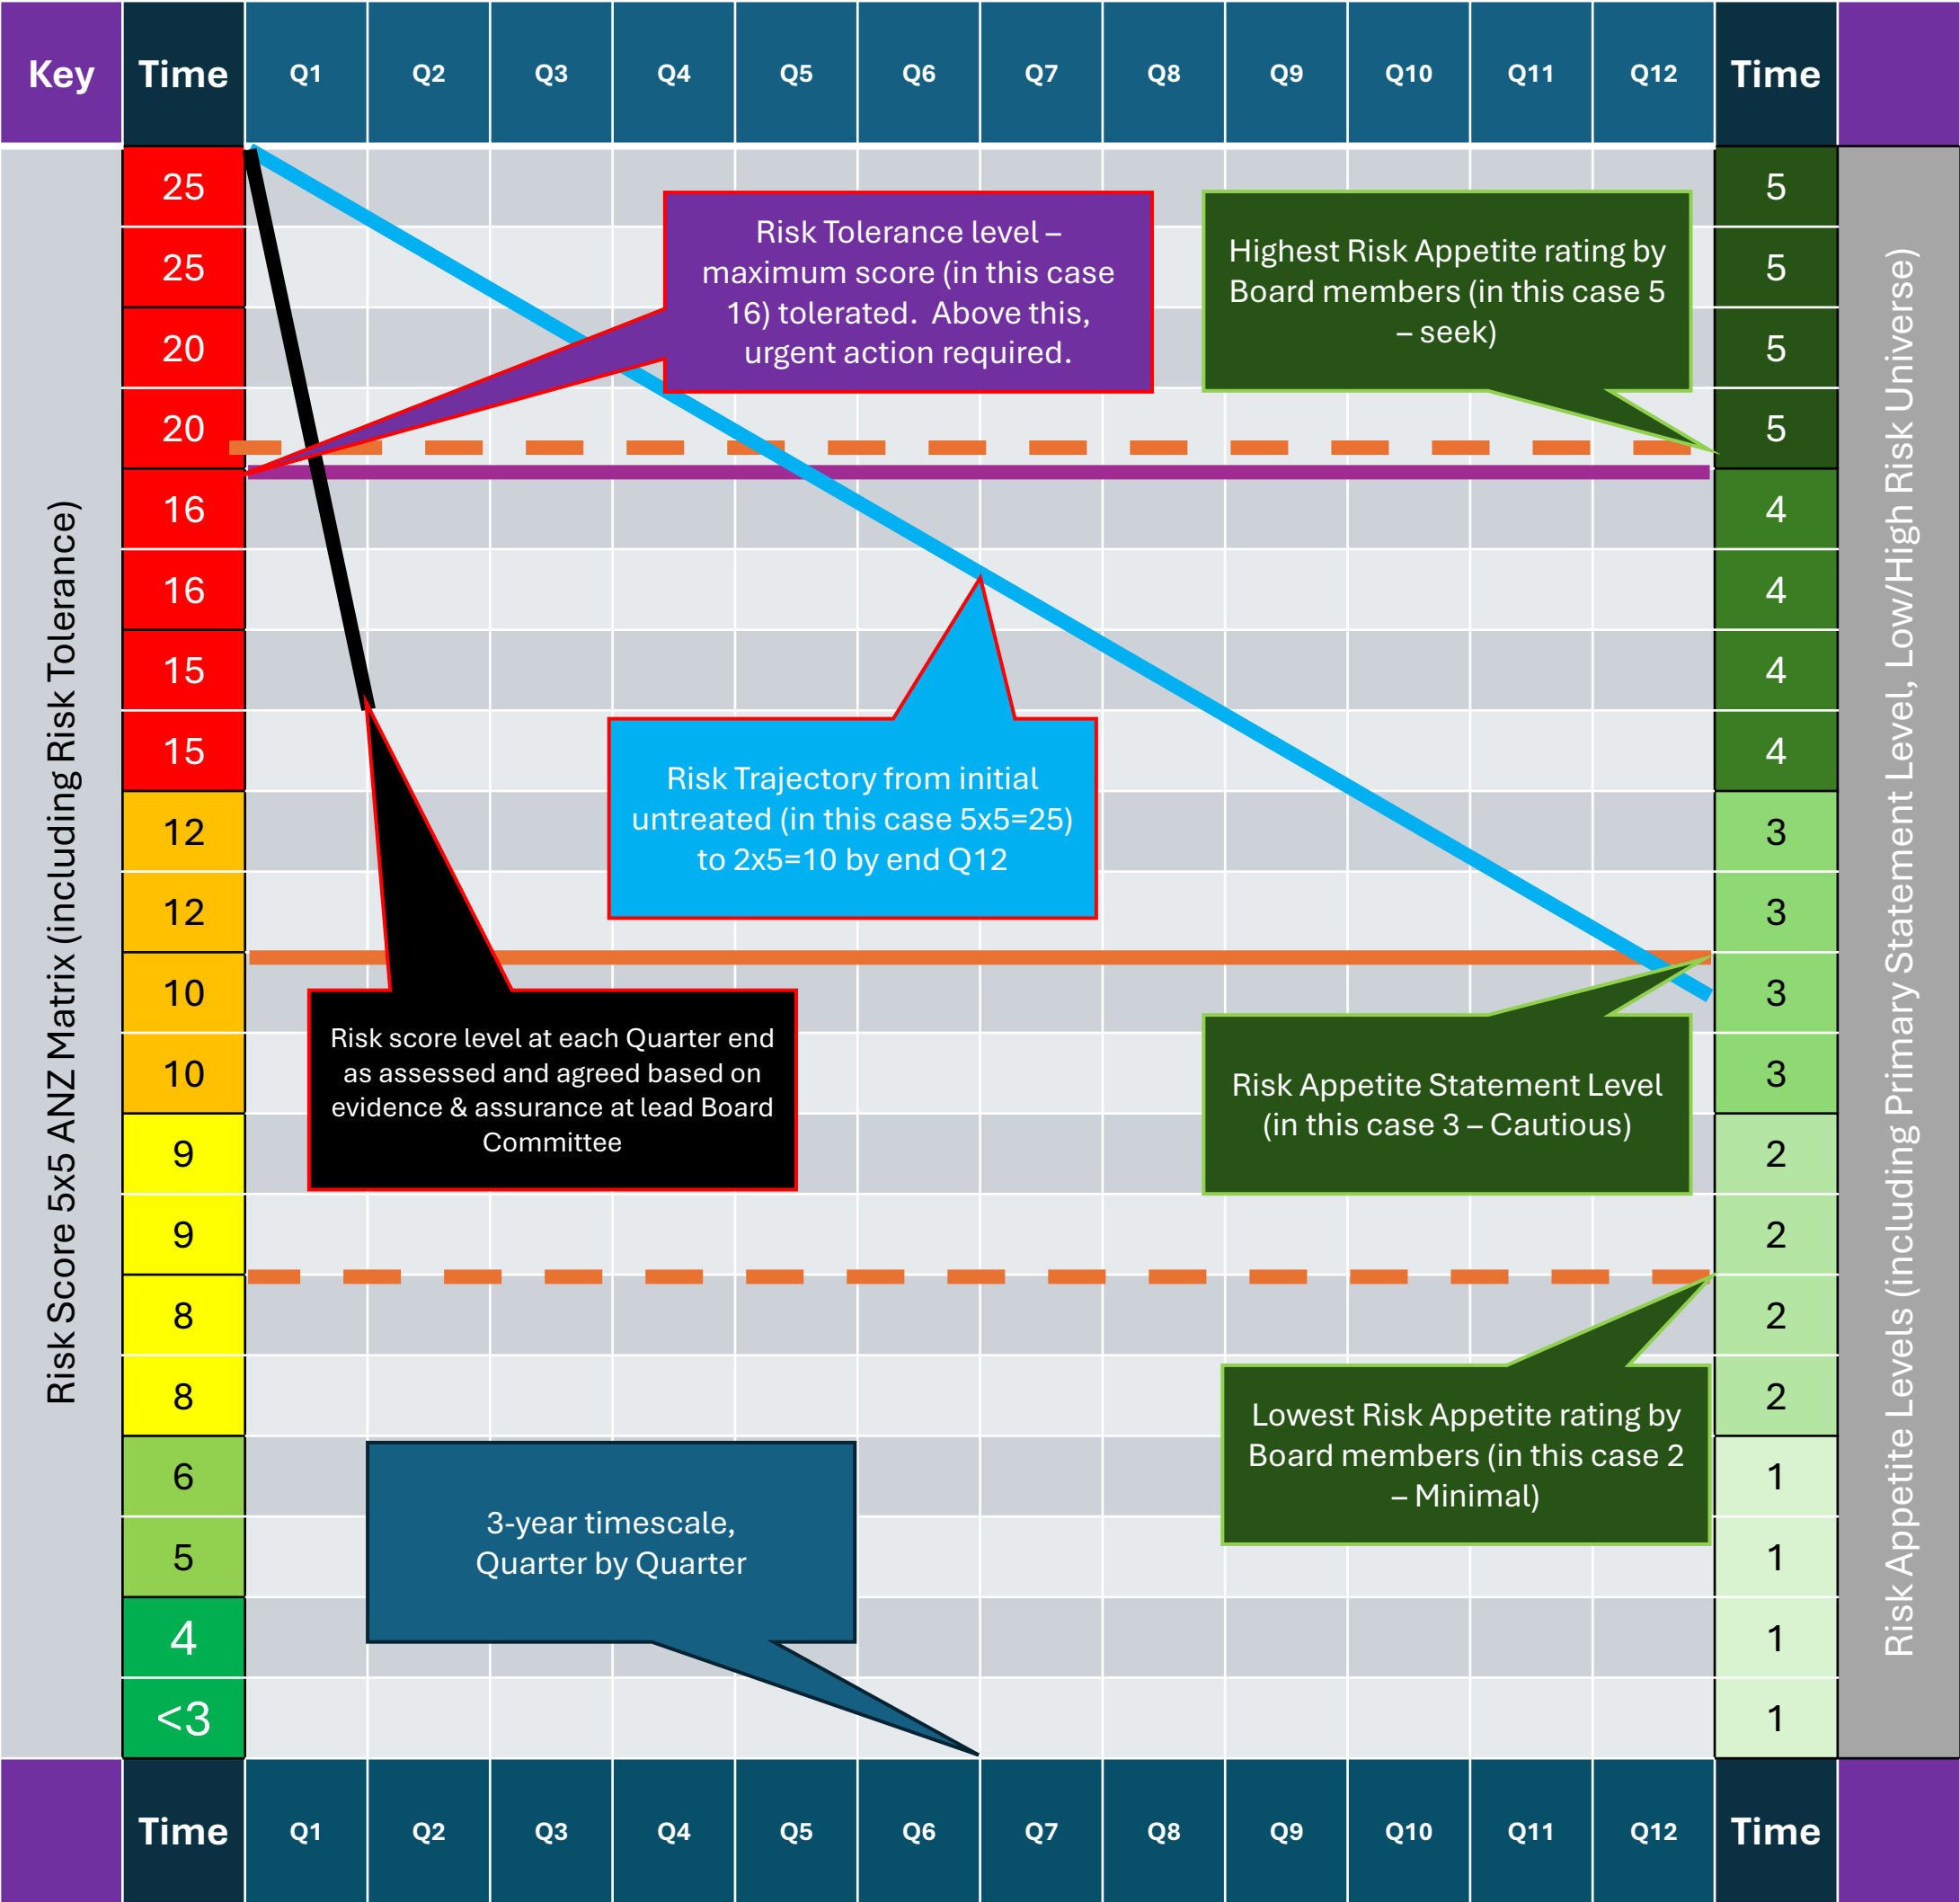 Key Time Q1 Q2 Q3 Q4 Q5 Q6 Q7 Q8 Q9 Q10 Q11 Q12 Time
Risk Score 5x5 ANZ Matrix (including Risk Tolerance)
25
25
20
20
16
16
15
15
12
12
10
10
9
9
8
8
6
5
4
<3
Risk Tolerance level –
maximum score (in this case
16) tolerated.  Above this,
urgent action required.
Highest Risk Appetite rating by
Board members (in this case 5
– seek)
Risk Trajectory from initial
untreated (in this case 5x5=25)
to 2x5=10 by end Q12
Risk score level at each Quarter end
as assessed and agreed based on
evidence & assurance at lead Board
Committee
Risk Appetite Statement Level
(in this case 3 – Cautious)
Lowest Risk Appetite rating by
Board members (in this case 2
– Minimal)
3-year timescale,
Quarter by Quarter
5
5
5
5
4
4
4
4
3
3
3
3
2
2
2
2
1
1
1
1
Risk Appetite Levels (including Primary Statement Level, Low/High Risk Universe)
Time Q1 Q2 Q3 Q4 Q5 Q6 Q7 Q8 Q9 Q10 Q11 Q12 Time